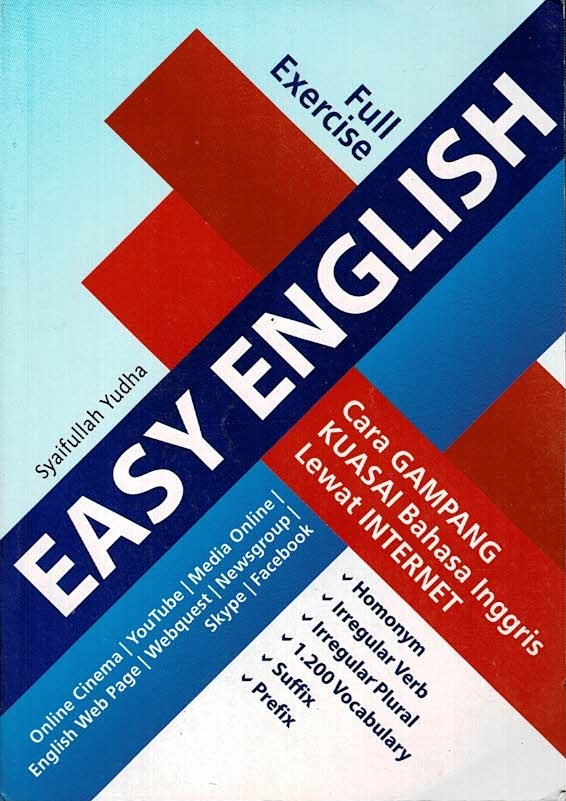 Full
Exercise
EASY ENGLISH
Syaifullah Yudha
Cara GAMPANG
KUASAI Bahasa Inggris
Lewat INTERNET
Online Cinema | YouTube | Media Online |
English Web Page | Webquest | Newsgroup |
Skype | Facebook
✓ Homonym
✓ Irregular Verb
✓ Irregular Plural
✓ 1.200 Vocabulary
✓ Suffix
✓ Prefix